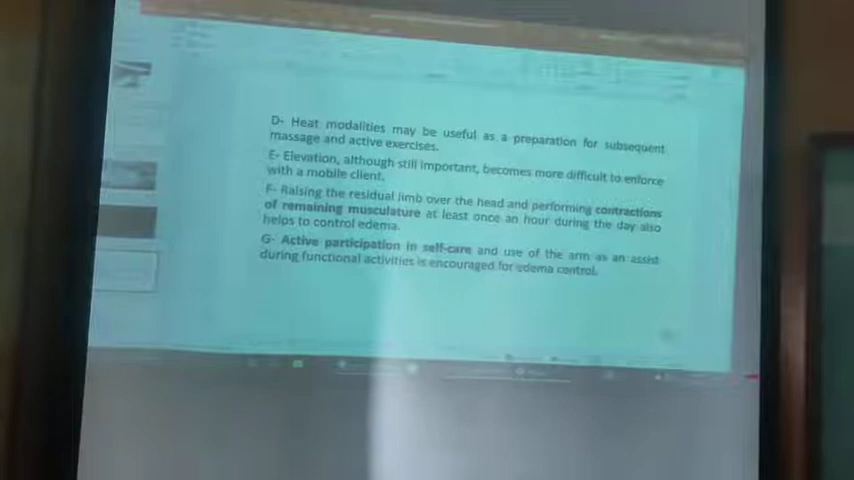 D- Heat modalities may be useful as a preparation for subsequent
massage and active exercises.
E- Elevation, although still important, becomes more difficult to enforce
with a mobile client.
F- Raising the residual limb over the head and performing contractions
of remaining musculature at least once an hour during the day also
helps to control edema.
G- Active participation in self-care and use of the arm as an assist
during functional activities is encouraged for edema control.